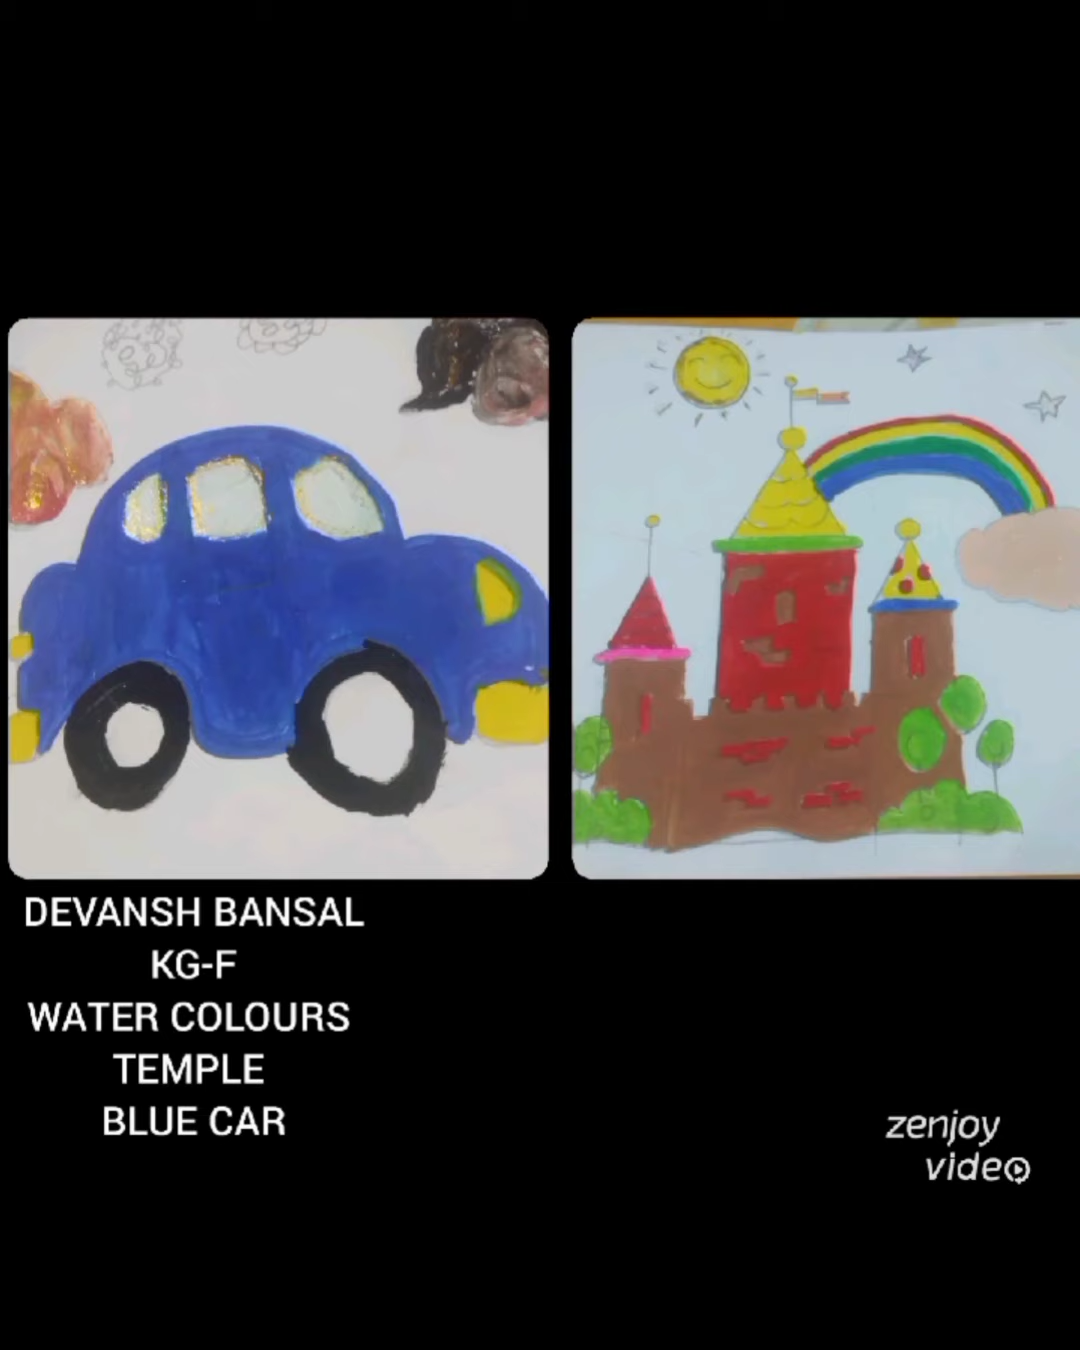 DEVANSH BANSAL
KG-F
WATER COLOURS
TEMPLE
BLUE CAR
zenjoy
video